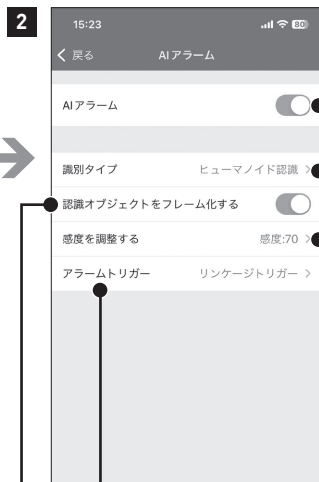 2
15:23
80
戻る
AIアラーム
AIアラーム
識別タイプ ヒューマノイド認識
認識オブジェクトをフレーム化する
感度を調整する 感度:70
アラームトリガー リンケージトリガー